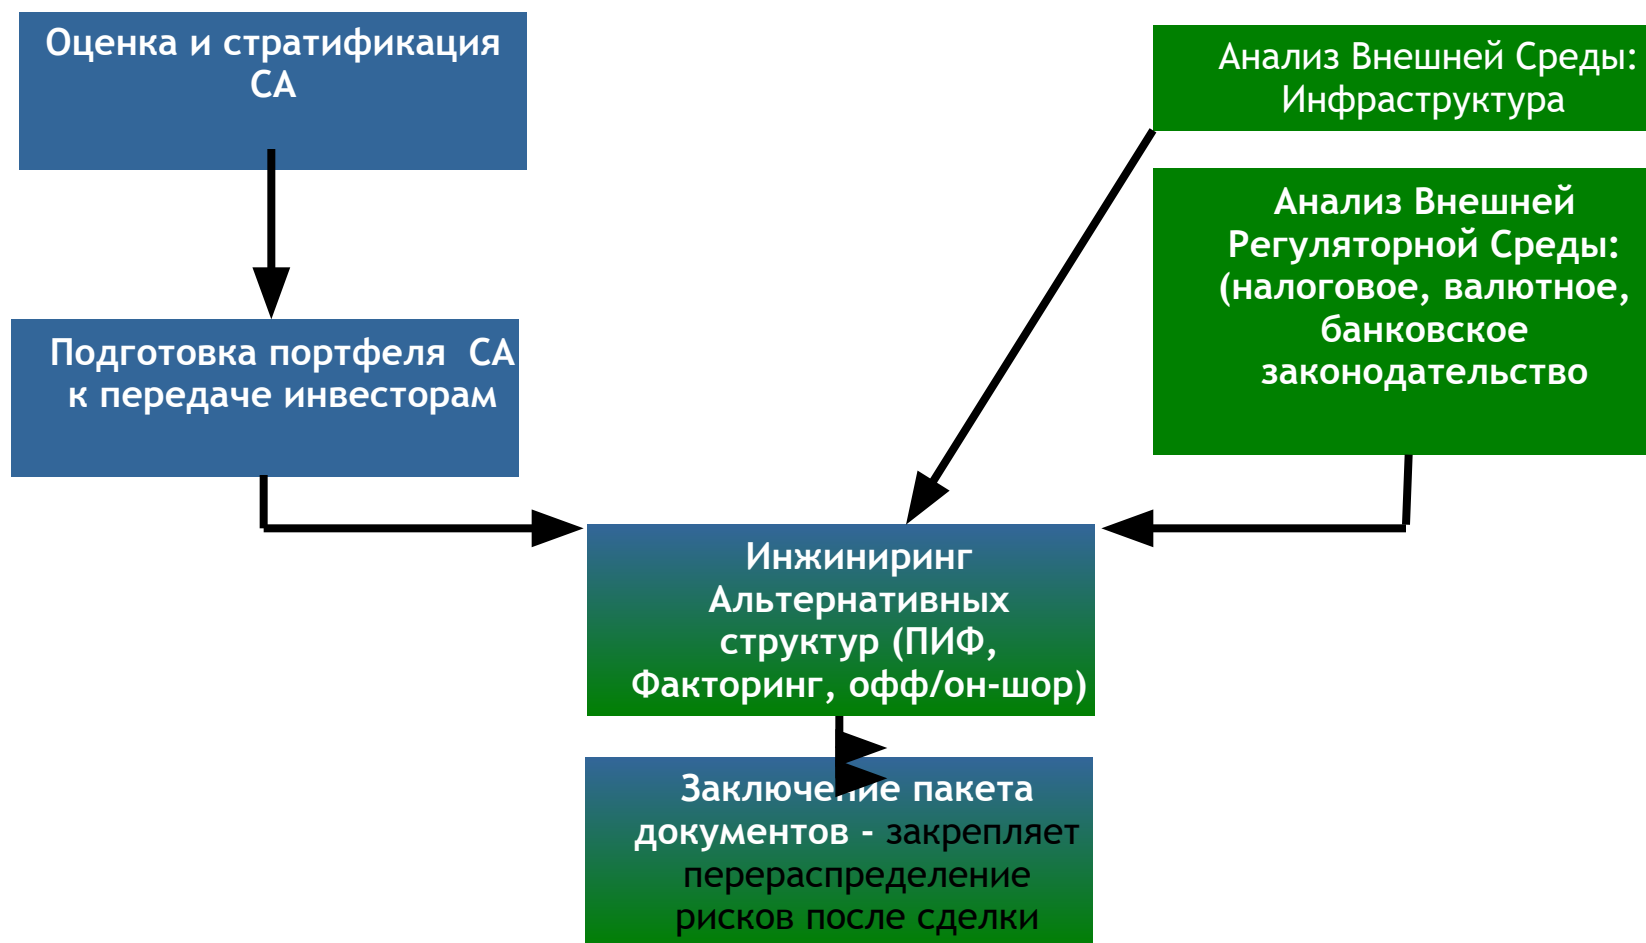 Оценка и стратификация
СА
Анализ Внешней Среды:
Инфраструктура
Анализ Внешней
Регуляторной Среды:
(налоговое, валютное,
банковское
законодательство
Подготовка портфеля СА
к передаче инвесторам
Инжиниринг
Альтернативных
структур (ПИФ,
Факторинг, офф/он-шор)
Заключение пакета
документов - закрепляет
перераспределение
рисков после сделки